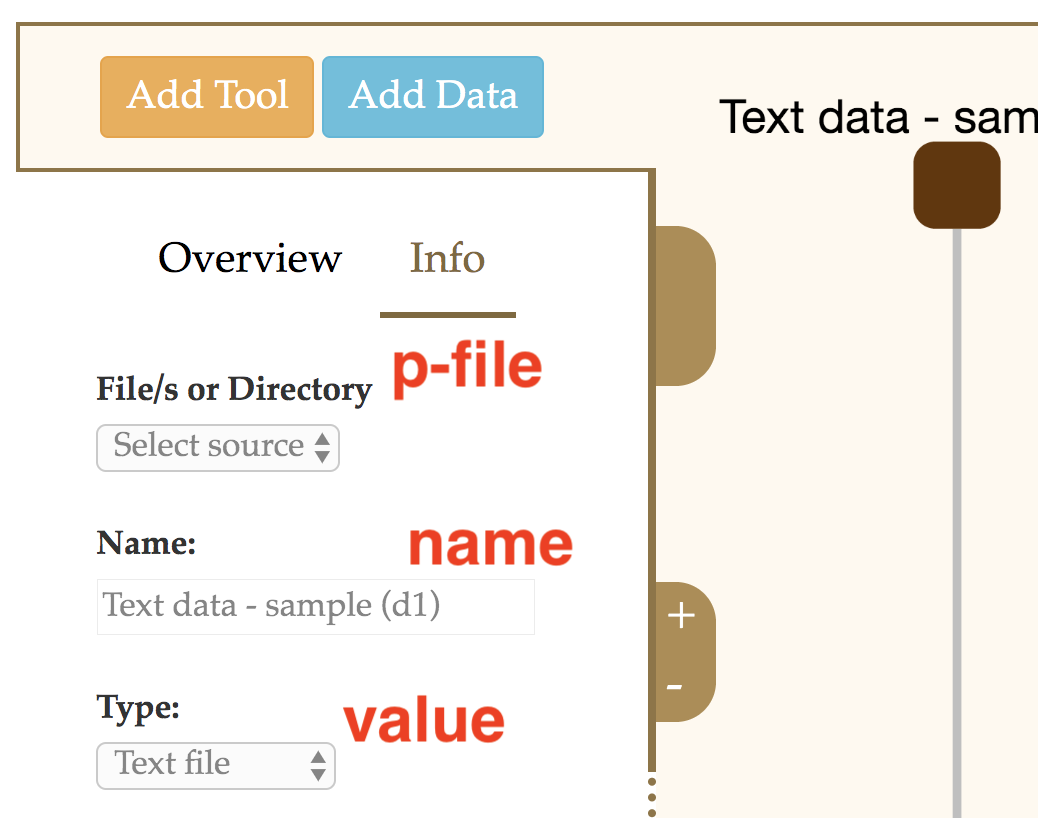 Add Tool Add Data
Text data - sam
Overview Info
p-file
File/s or Directory
Select source
Name:
name
Text data - sample (d1)
+
-
Type:
value
Text file